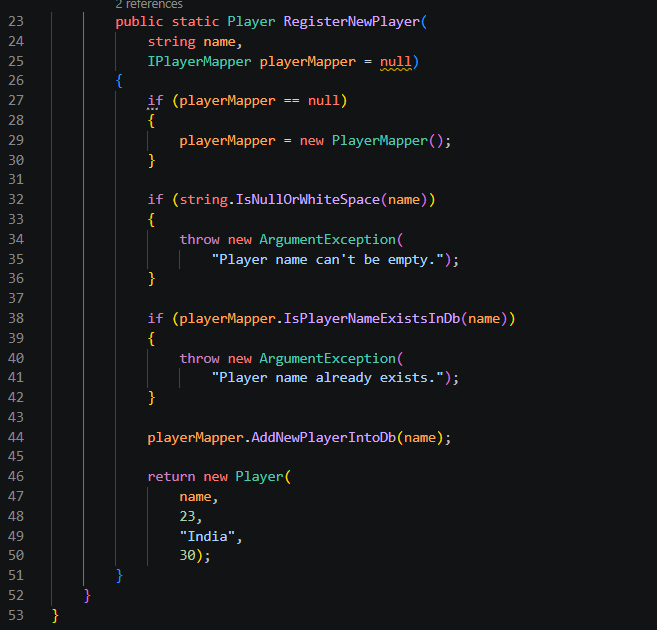 2 references
23 public static Player RegisterNewPlayer(
24 string name,
25 IPlayerMapper playerMapper = null)
26 {
27 if (playerMapper == null)
28 {
29 playerMapper = new PlayerMapper();
30 }
31
32 if (string.IsNullOrWhiteSpace(name))
33 {
34 throw new ArgumentException(
35 "Player name can't be empty.");
36 }
37
38 if (playerMapper.IsPlayerNameExistsInDb(name))
39 {
40 throw new ArgumentException(
41 "Player name already exists.");
42 }
43
44 playerMapper.AddNewPlayerIntoDb(name);
45
46 return new Player(
47 name,
48 23,
49 "India",
50 30);
51 }
52 }
53 }